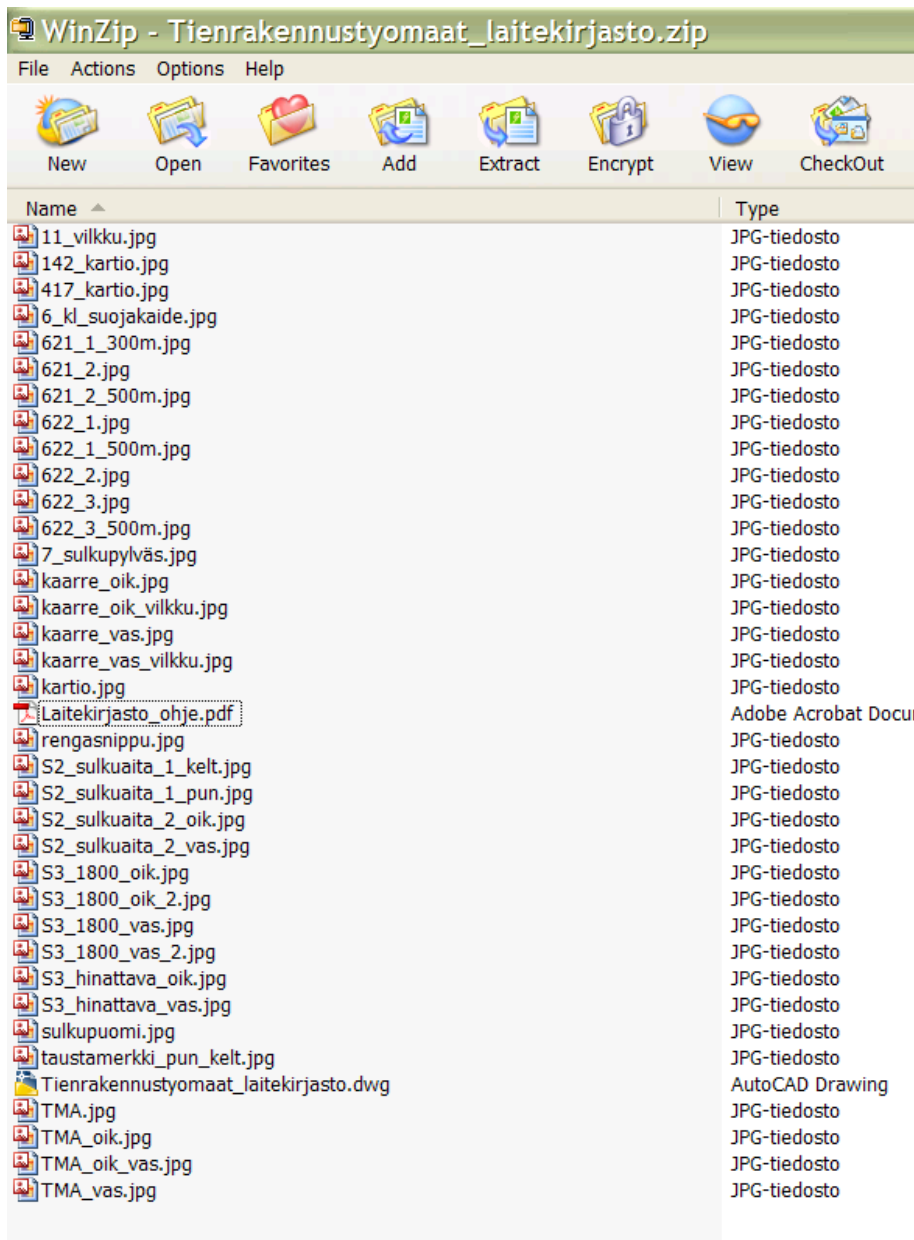 WinZip - Tienrakennustyomaat_laitekirjasto.zip
File Actions Options Help
New Open Favorites Add Extract Encrypt View CheckOut
Name Type
11_vilkku.jpg JPG-tiedosto
142_kartio.jpg JPG-tiedosto
417_kartio.jpg JPG-tiedosto
6_kl_suojakaide.jpg JPG-tiedosto
621_1_300m.jpg JPG-tiedosto
621_2.jpg JPG-tiedosto
621_2_500m.jpg JPG-tiedosto
622_1.jpg JPG-tiedosto
622_1_500m.jpg JPG-tiedosto
622_2.jpg JPG-tiedosto
622_3.jpg JPG-tiedosto
622_3_500m.jpg JPG-tiedosto
7_sulkupylväs.jpg JPG-tiedosto
kaarre_oik.jpg JPG-tiedosto
kaarre_oik_vilkku.jpg JPG-tiedosto
kaarre_vas.jpg JPG-tiedosto
kaarre_vas_vilkku.jpg JPG-tiedosto
kartio.jpg JPG-tiedosto
Laitekirjasto_ohje.pdf Adobe Acrobat Docu
rengasnippu.jpg JPG-tiedosto
S2_sulkuaita_1_kelt.jpg JPG-tiedosto
S2_sulkuaita_1_pun.jpg JPG-tiedosto
S2_sulkuaita_2_oik.jpg JPG-tiedosto
S2_sulkuaita_2_vas.jpg JPG-tiedosto
S3_1800_oik.jpg JPG-tiedosto
S3_1800_oik_2.jpg JPG-tiedosto
S3_1800_vas.jpg JPG-tiedosto
S3_1800_vas_2.jpg JPG-tiedosto
S3_hinattava_oik.jpg JPG-tiedosto
S3_hinattava_vas.jpg JPG-tiedosto
sulkupuomi.jpg JPG-tiedosto
taustamerkki_pun_kelt.jpg JPG-tiedosto
Tienrakennustyomaat_laitekirjasto.dwg AutoCAD Drawing
TMA.jpg JPG-tiedosto
TMA_oik.jpg JPG-tiedosto
TMA_oik_vas.jpg JPG-tiedosto
TMA_vas.jpg JPG-tiedosto